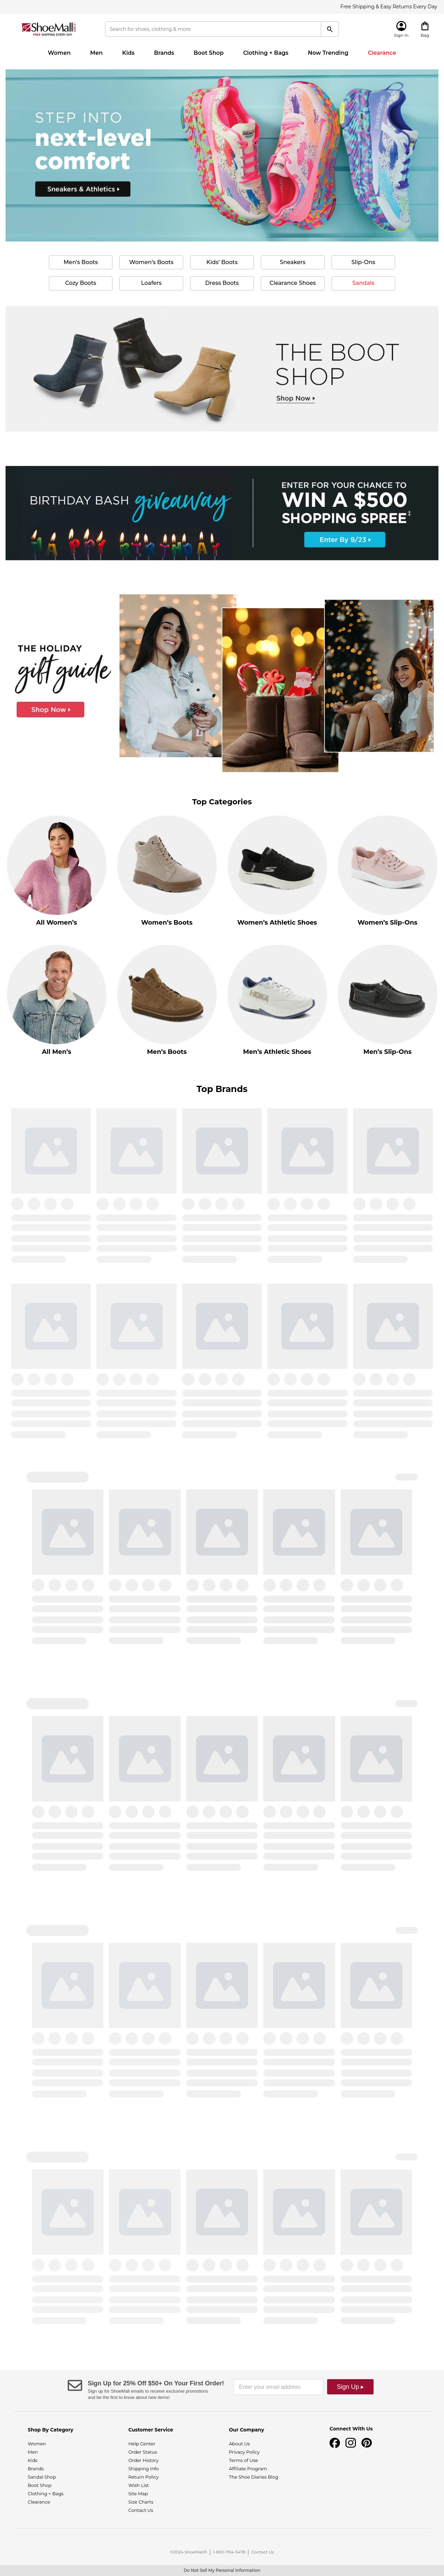 Free Shipping & Easy Returns Every Day
ShoeMall
FREE SHIPPING EVERY DAY
Search for shoes, clothing & more
Sign-In
Bag
Women
Men
Kids
Brands
Boot Shop
Clothing + Bags
Now Trending
Clearance
STEP INTO
next-level
comfort
Sneakers & Athletics
Men's Boots
Women's Boots
Kids' Boots
Sneakers
Slip-Ons
Cozy Boots
Loafers
Dress Boots
Clearance Shoes
Sandals
THE BOOT
SHOP
Shop Now
BIRTHDAY BASH giveaway
ENTER FOR YOUR CHANCE TO
WIN A $500
SHOPPING SPREE‡
Enter By 9/23
THE HOLIDAY
gift guide
Shop Now
Top Categories
All Women's
Women's Boots
Women's Athletic Shoes
Women's Slip-Ons
HOKA
All Men's
Men's Boots
Men's Athletic Shoes
Men's Slip-Ons
Top Brands
Sign Up for 25% Off $50+ On Your First Order!
Sign up for ShoeMall emails to receive exclusive promotions
and be the first to know about new items!
Enter your email address
Sign Up ▸
Shop By Category
Women
Men
Kids
Brands
Sandal Shop
Boot Shop
Clothing + Bags
Clearance
Customer Service
Help Center
Order Status
Order History
Shipping Info
Return Policy
Wish List
Site Map
Size Charts
Contact Us
Our Company
About Us
Privacy Policy
Terms of Use
Affiliate Program
The Shoe Diaries Blog
Connect With Us
©2024 ShoeMall® | 1-800-704-5478 | Contact Us
Do Not Sell My Personal Information